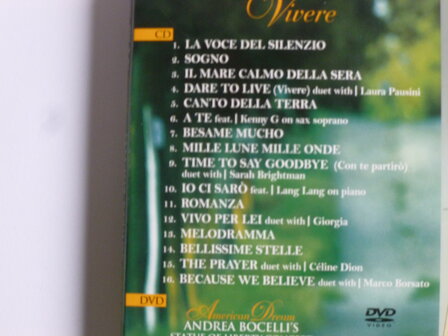 Vivere
CD
1. LA VOCE DEL SILENZIO
2. SOGNO
3. IL MARE CALMO DELLA SERA
4. DARE TO LIVE (Vivere) duet with | Laura Pausini
5. CANTO DELLA TERRA
6. A TE feat. | Kenny G on sax soprano
7. BESAME MUCHO
8. MILLE LUNE MILLE ONDE
9. TIME TO SAY GOODBYE (Con te partirò)
duet with | Sarah Brightman
10. IO CI SARÒ feat. | Lang Lang on piano
11. ROMANZA
12. VIVO PER LEI duet with | Giorgia
13. MELODRAMMA
14. BELLISSIME STELLE
15. THE PRAYER duet with | Céline Dion
16. BECAUSE WE BELIEVE duet with | Marco Borsato
DVD
American Dream
DVD
VIDEO
ANDREA BOCELLI'S
STATUE OF LIBERTY